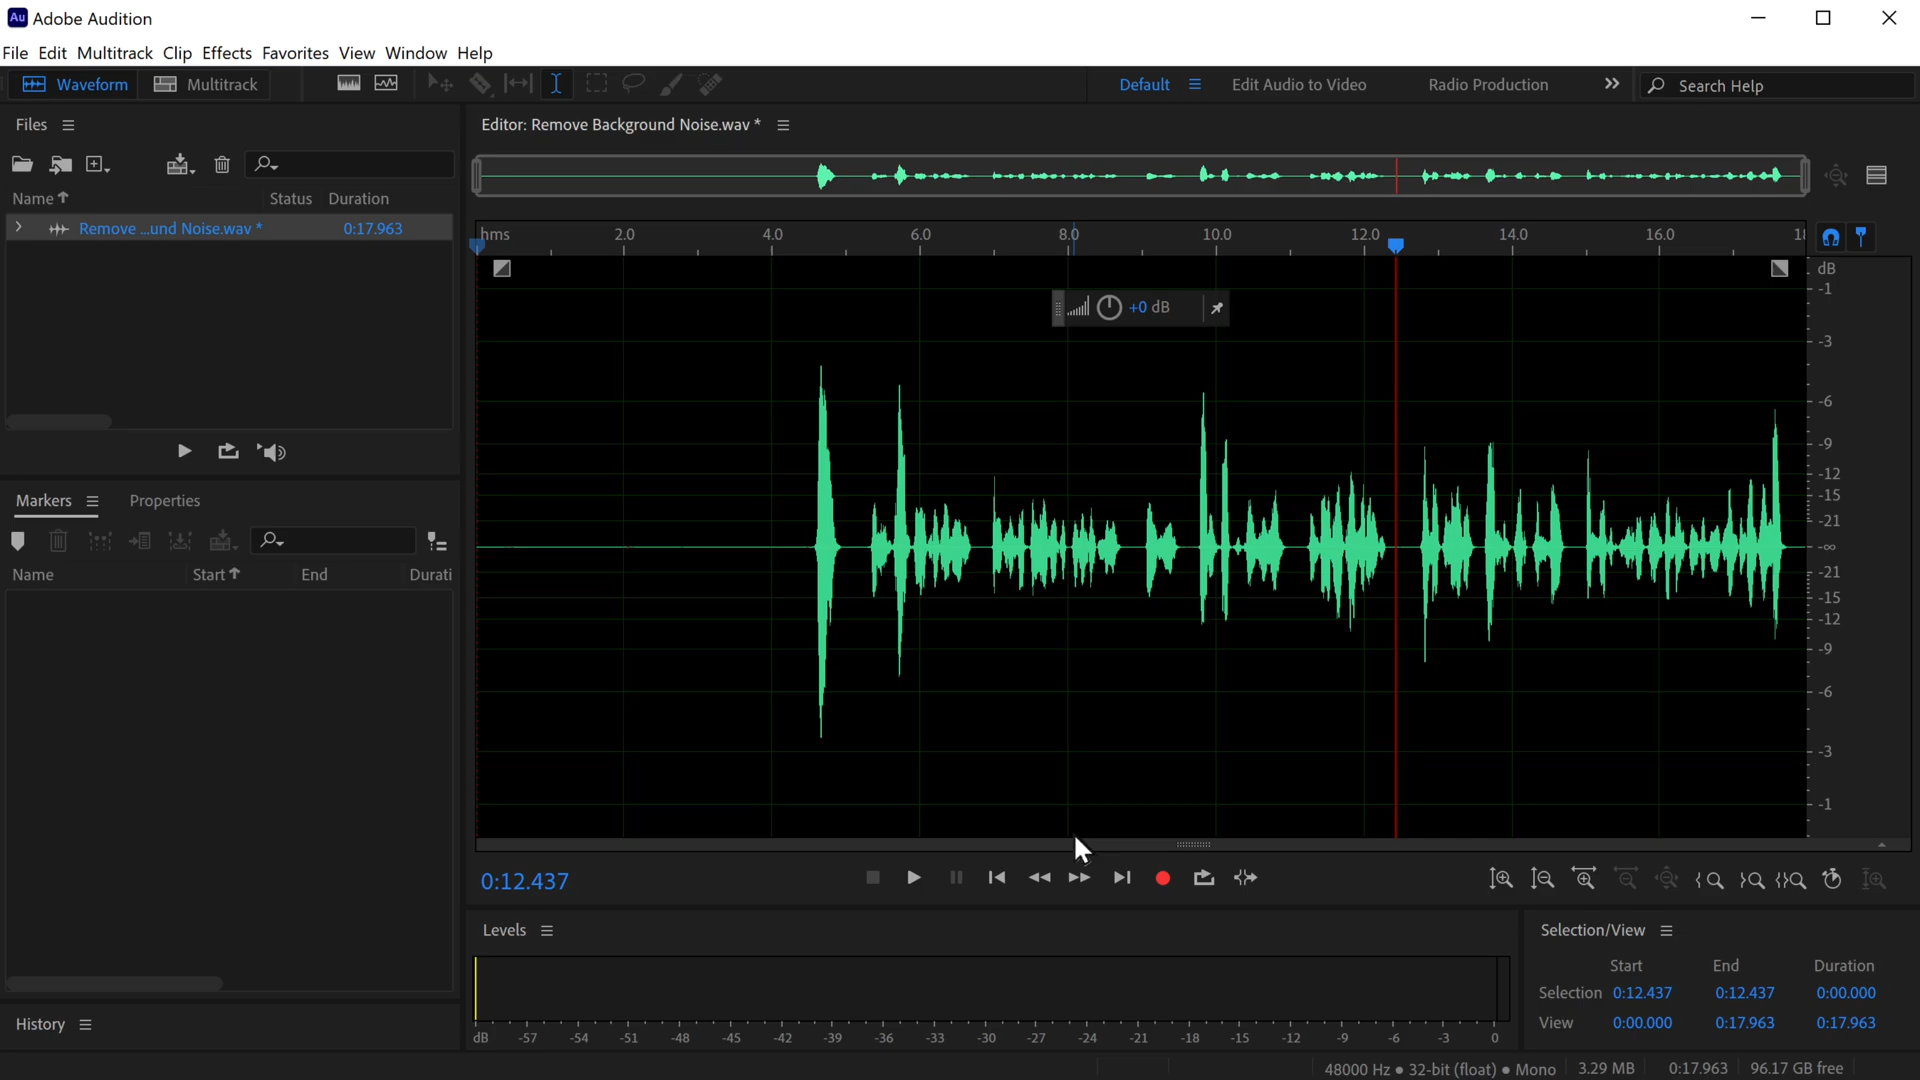 Au Adobe Audition
File Edit Multitrack Clip Effects Favorites View Window Help
Waveform Multitrack Default Edit Audio to Video Radio Production Search Help
Files
Editor: Remove Background Noise.wav *
Name Status Duration
Remove ...und Noise.wav * 0:17.963
hms 2.0 4.0 6.0 8.0 10.0 12.0 14.0 16.0 18
dB
-1
+0 dB
-3
-6
-9
-12
-15
-21
-∞
-21
-15
-12
-9
-6
-3
-1
Markers Properties
Name Start End Durati
0:12.437
Levels
dB -57 -54 -51 -48 -45 -42 -39 -36 -33 -30 -27 -24 -21 -18 -15 -12 -9 -6 -3 0
Selection/View
Start End Duration
Selection 0:12.437 0:12.437 0:00.000
View 0:00.000 0:17.963 0:17.963
History
48000 Hz • 32-bit (float) • Mono 3.29 MB 0:17.963 96.17 GB free